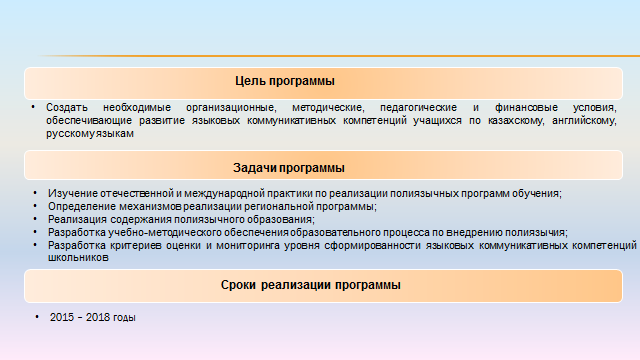 Цель программы
• Создать необходимые организационные, методические, педагогические и финансовые условия,
обеспечивающие развитие языковых коммуникативных компетенций учащихся по казахскому, английскому,
русскому языкам
Задачи программы
• Изучение отечественной и международной практики по реализации полиязычных программ обучения;
• Определение механизмов реализации региональной программы;
• Реализация содержания полиязычного образования;
• Разработка учебно-методического обеспечения образовательного процесса по внедрению полиязычия;
• Разработка критериев оценки и мониторинга уровня сформированности языковых коммуникативных компетенций
школьников
Сроки реализации программы
• 2015 – 2018 годы